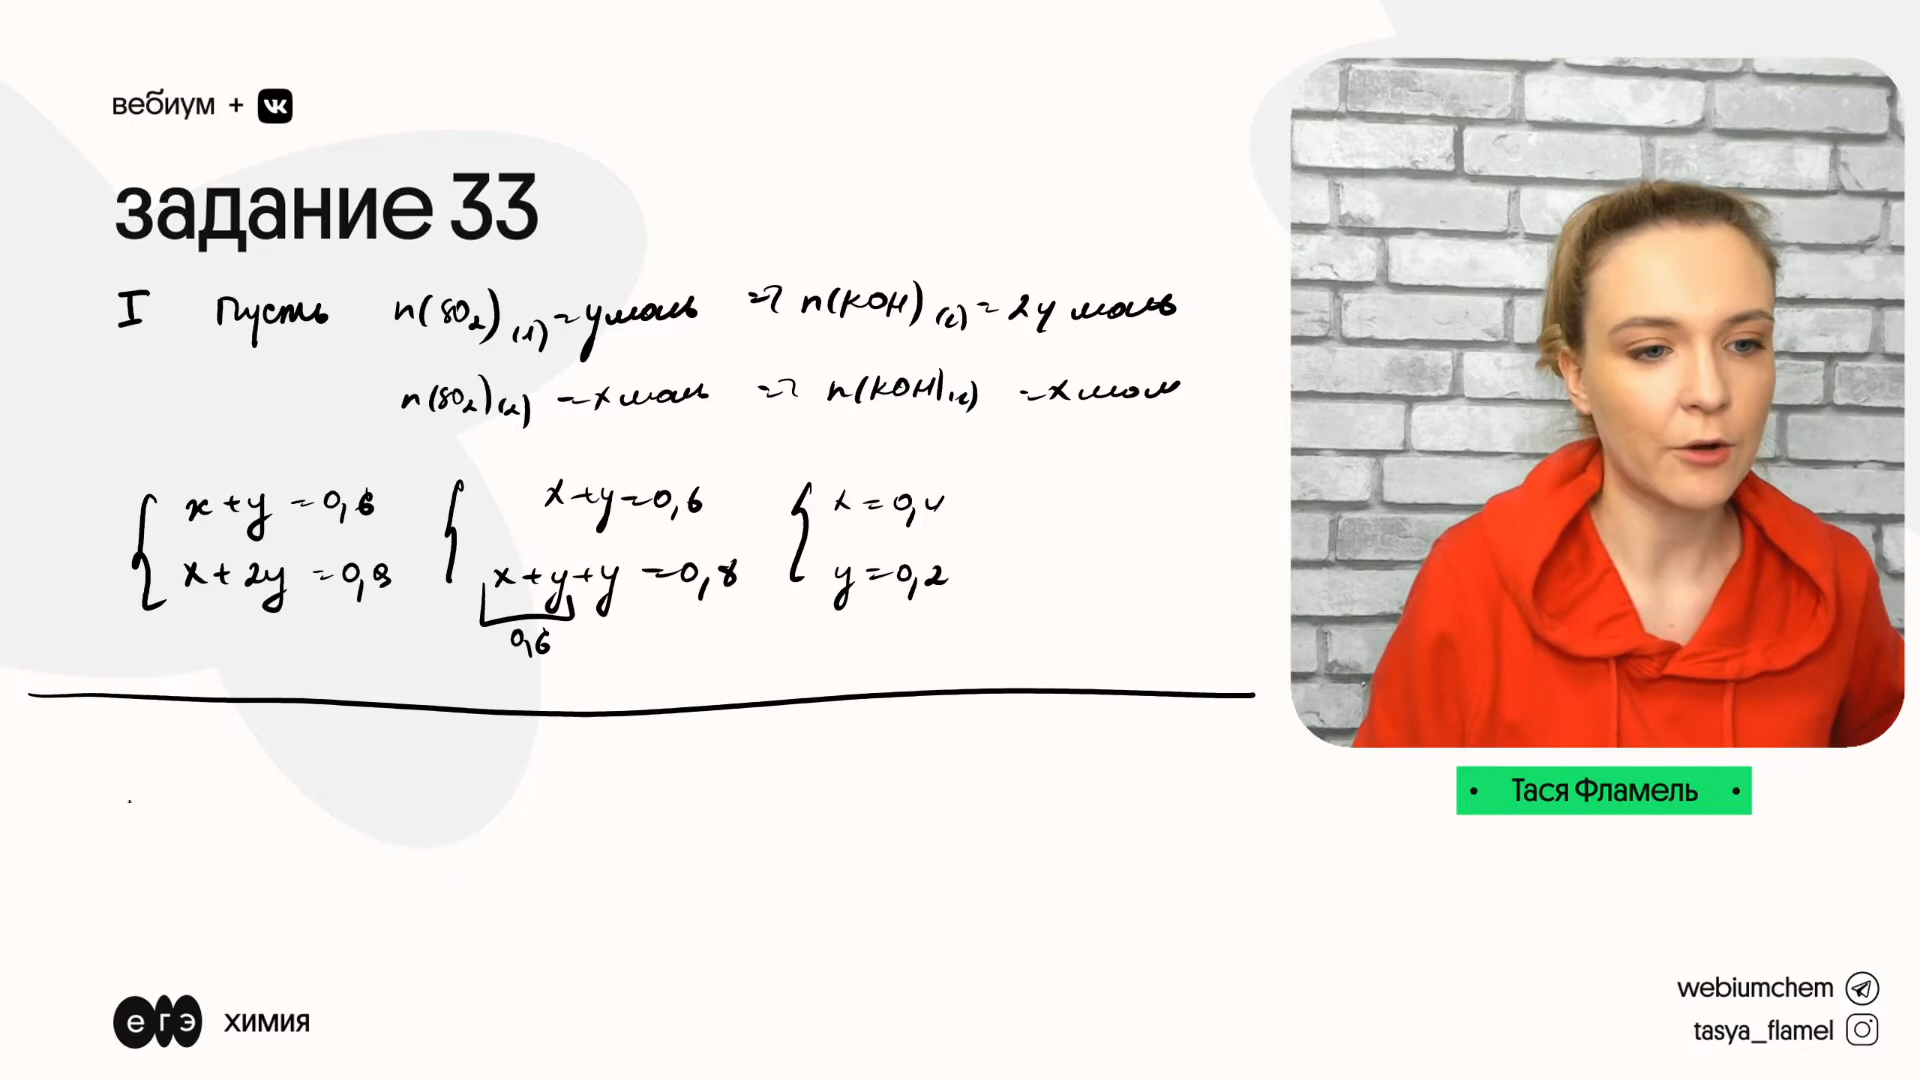 вебиум +
задание 33
I Пусть n(SO₂)₍₁₎ = y моль => n(KOH)₍₁₎ = 2y моль
n(SO₂)₍₂₎ = x моль => n(KOH)₍₂₎ = x моль
{ x + y = 0,6 { x + y = 0,6 { x = 0,4
x + 2y = 0,8 x + y + y = 0,8 y = 0,2
0,6
• Тася Фламель •
егэ химия
webiumchem
tasya_flamel